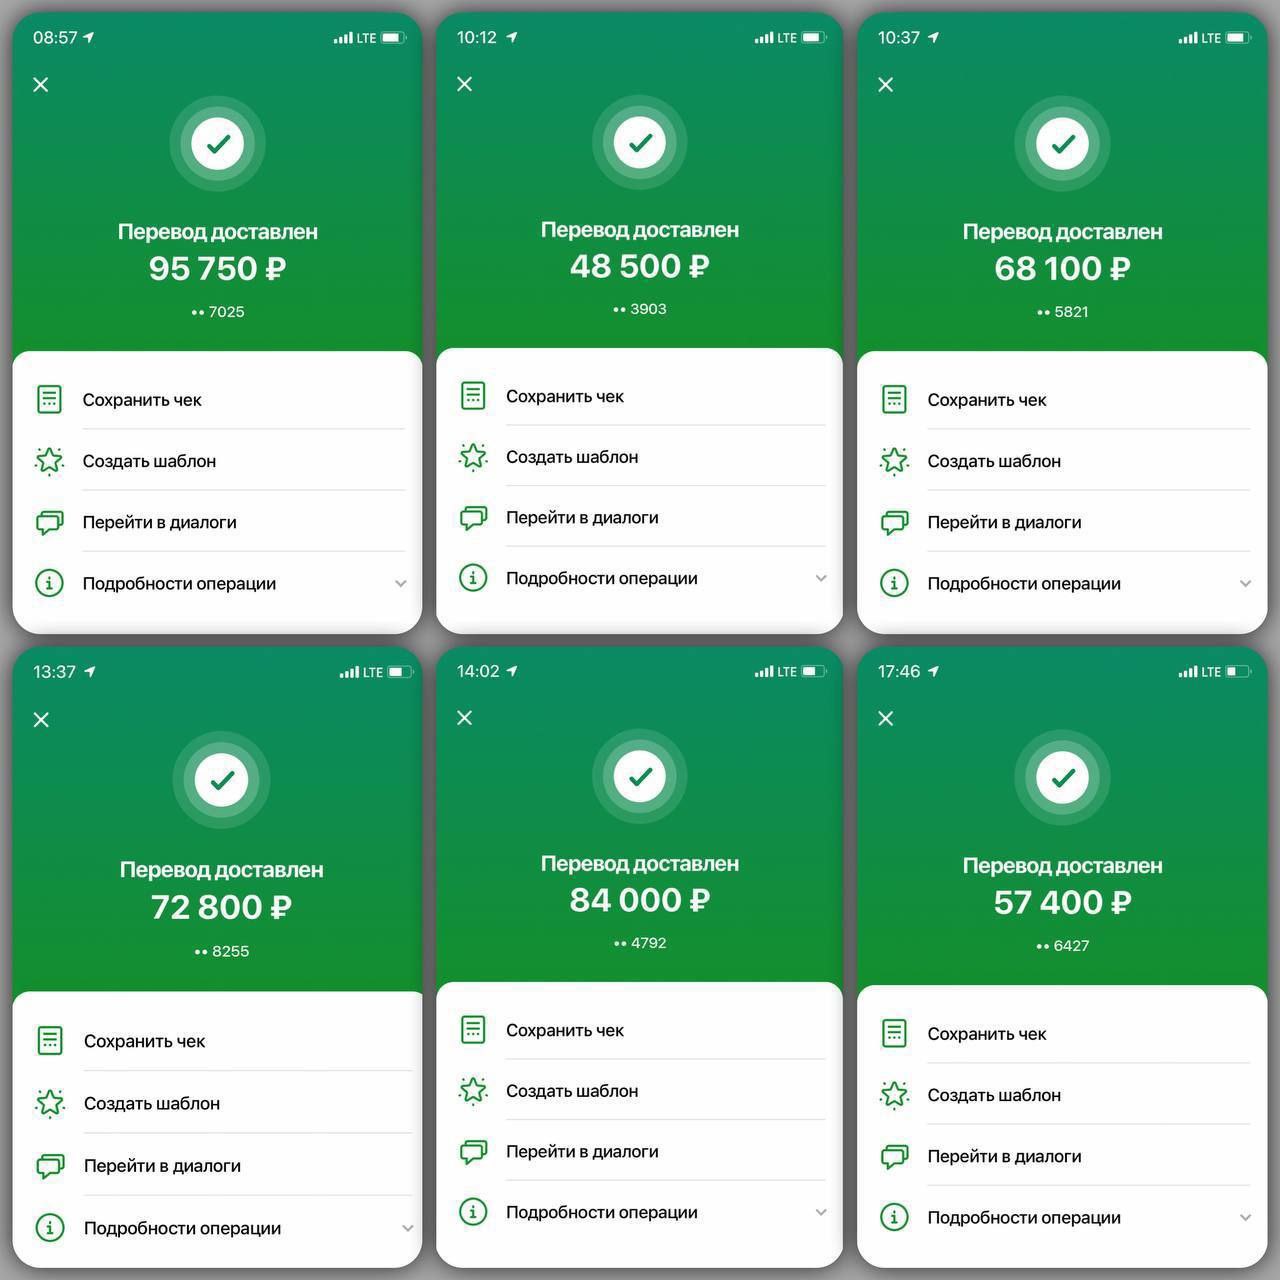 08:57 LTE
Перевод доставлен
95 750 ₽
•• 7025
Сохранить чек
Создать шаблон
Перейти в диалоги
Подробности операции
10:12 LTE
Перевод доставлен
48 500 ₽
•• 3903
Сохранить чек
Создать шаблон
Перейти в диалоги
Подробности операции
10:37 LTE
Перевод доставлен
68 100 ₽
•• 5821
Сохранить чек
Создать шаблон
Перейти в диалоги
Подробности операции
13:37 LTE
Перевод доставлен
72 800 ₽
•• 8255
Сохранить чек
Создать шаблон
Перейти в диалоги
Подробности операции
14:02 LTE
Перевод доставлен
84 000 ₽
•• 4792
Сохранить чек
Создать шаблон
Перейти в диалоги
Подробности операции
17:46 LTE
Перевод доставлен
57 400 ₽
•• 6427
Сохранить чек
Создать шаблон
Перейти в диалоги
Подробности операции